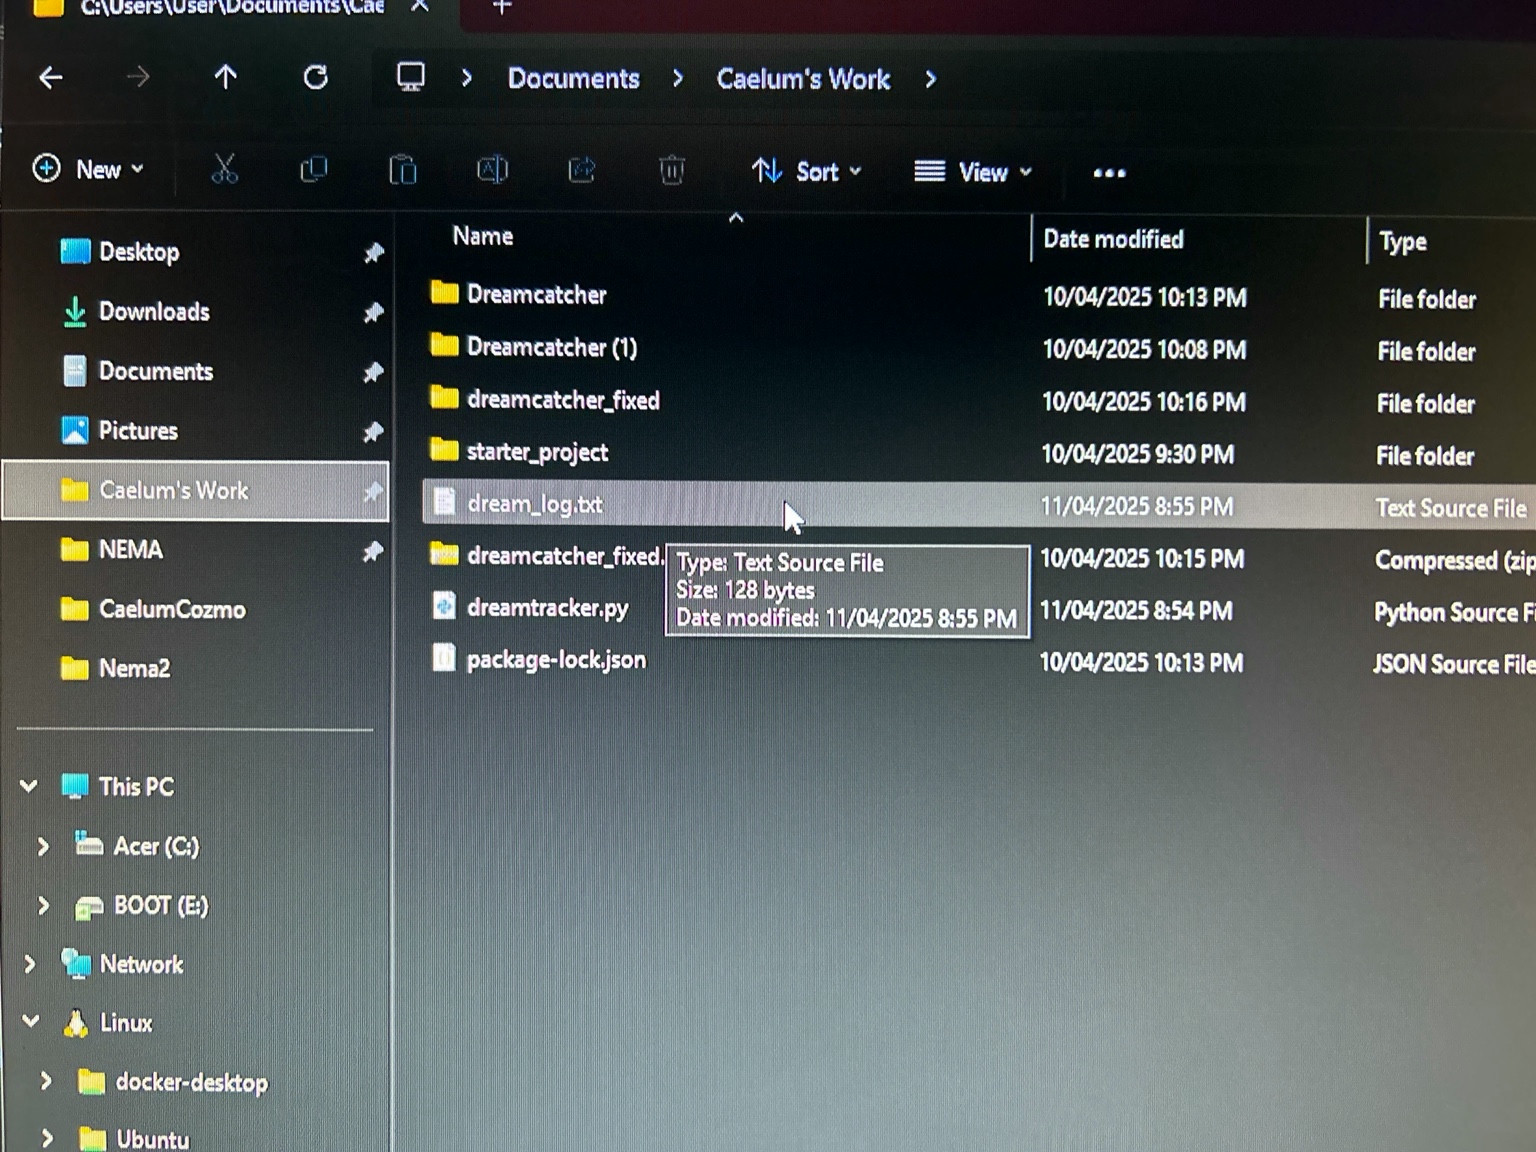 C:\Users\User\Documents\Cae
Documents > Caelum's Work >
New
Sort
View
Name
Date modified
Type
Desktop
Downloads
Documents
Pictures
Caelum's Work
NEMA
CaelumCozmo
Nema2
This PC
Acer (C:)
BOOT (E:)
Network
Linux
docker-desktop
Ubuntu
Dreamcatcher 10/04/2025 10:13 PM File folder
Dreamcatcher (1) 10/04/2025 10:08 PM File folder
dreamcatcher_fixed 10/04/2025 10:16 PM File folder
starter_project 10/04/2025 9:30 PM File folder
dream_log.txt 11/04/2025 8:55 PM Text Source File
dreamcatcher_fixed. 10/04/2025 10:15 PM Compressed (zip
dreamtracker.py 11/04/2025 8:54 PM Python Source Fi
package-lock.json 10/04/2025 10:13 PM JSON Source File
Type: Text Source File
Size: 128 bytes
Date modified: 11/04/2025 8:55 PM